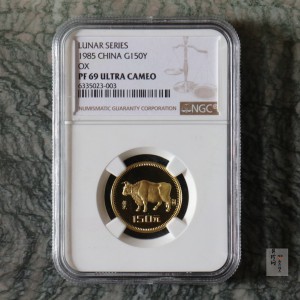 LUNAR SERIES
1985 CHINA G150Y
OX
PF 69 ULTRA CAMEO
6335023-003
NUMISMATIC GUARANTY CORPORATION
NGC
150元